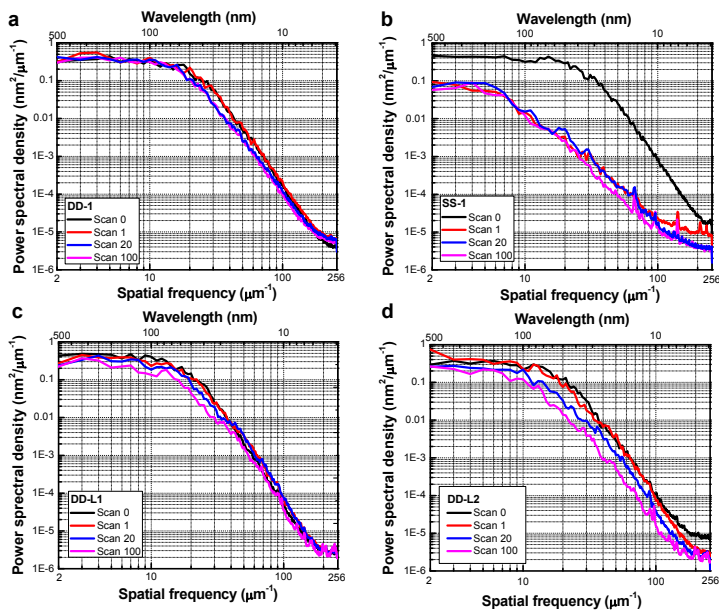 a
Wavelength (nm)
500 100 10
Power spectral density (nm²/µm⁻¹)
1
0.1
0.01
1E-3
1E-4
1E-5
1E-6
DD-1
Scan 0
Scan 1
Scan 20
Scan 100
2 10 100 256
Spatial frequency (µm⁻¹)
b
Wavelength (nm)
500 100 10
Power spectral density (nm²/µm⁻¹)
1
0.1
0.01
1E-3
1E-4
1E-5
1E-6
SS-1
Scan 0
Scan 1
Scan 20
Scan 100
2 10 100 256
Spatial frequency (µm⁻¹)
c
Wavelength (nm)
500 100 10
Power spectral density (nm²/µm⁻¹)
1
0.1
0.01
1E-3
1E-4
1E-5
1E-6
DD-L1
Scan 0
Scan 1
Scan 20
Scan 100
2 10 100 256
Spatial frequency (µm⁻¹)
d
Wavelength (nm)
500 100 10
Power spectral density (nm²/µm⁻¹)
1
0.1
0.01
1E-3
1E-4
1E-5
1E-6
DD-L2
Scan 0
Scan 1
Scan 20
Scan 100
2 10 100 256
Spatial frequency (µm⁻¹)